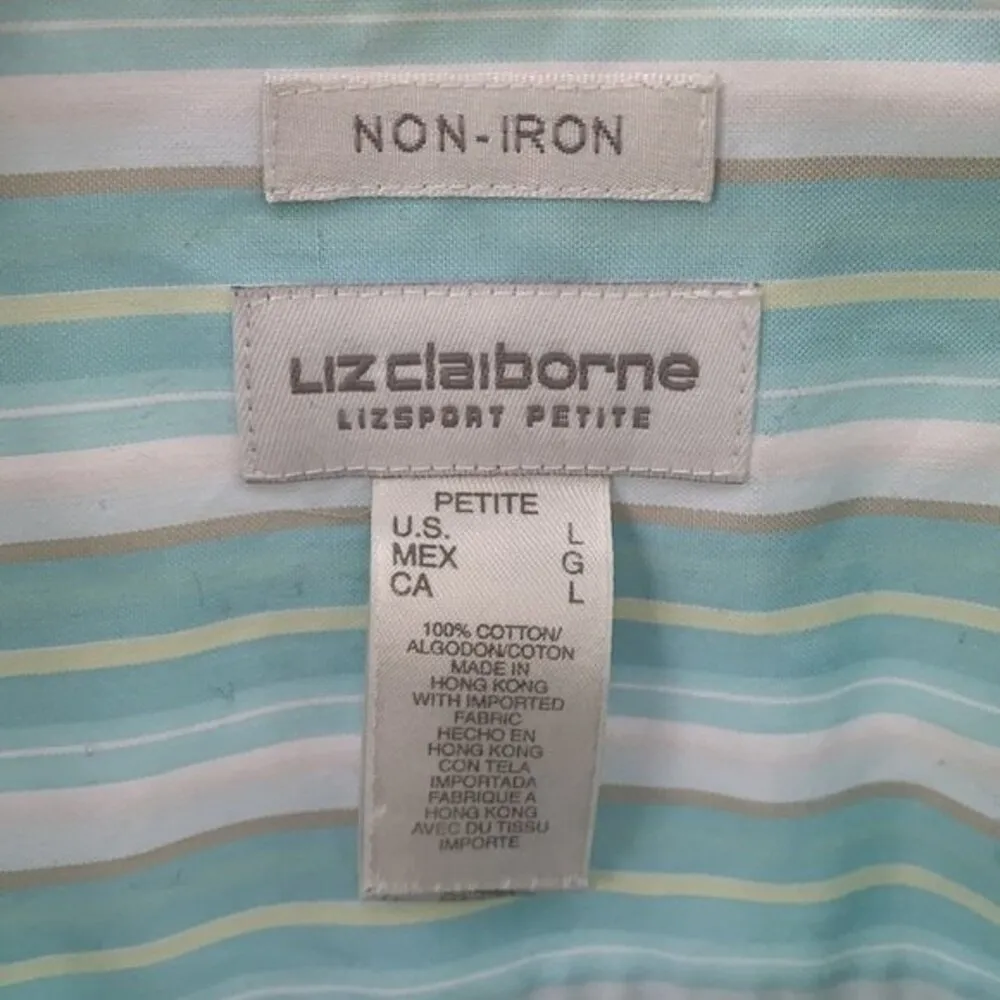 NON-IRON
Liz claiborne
LIZSPORT PETITE
PETITE
U.S. L
MEX G
CA L
100% COTTON/
ALGODON/COTON
MADE IN
HONG KONG
WITH IMPORTED
FABRIC
HECHO EN
HONG KONG
CON TELA
IMPORTADA
FABRIQUE A
HONG KONG
AVEC DU TISSU
IMPORTE